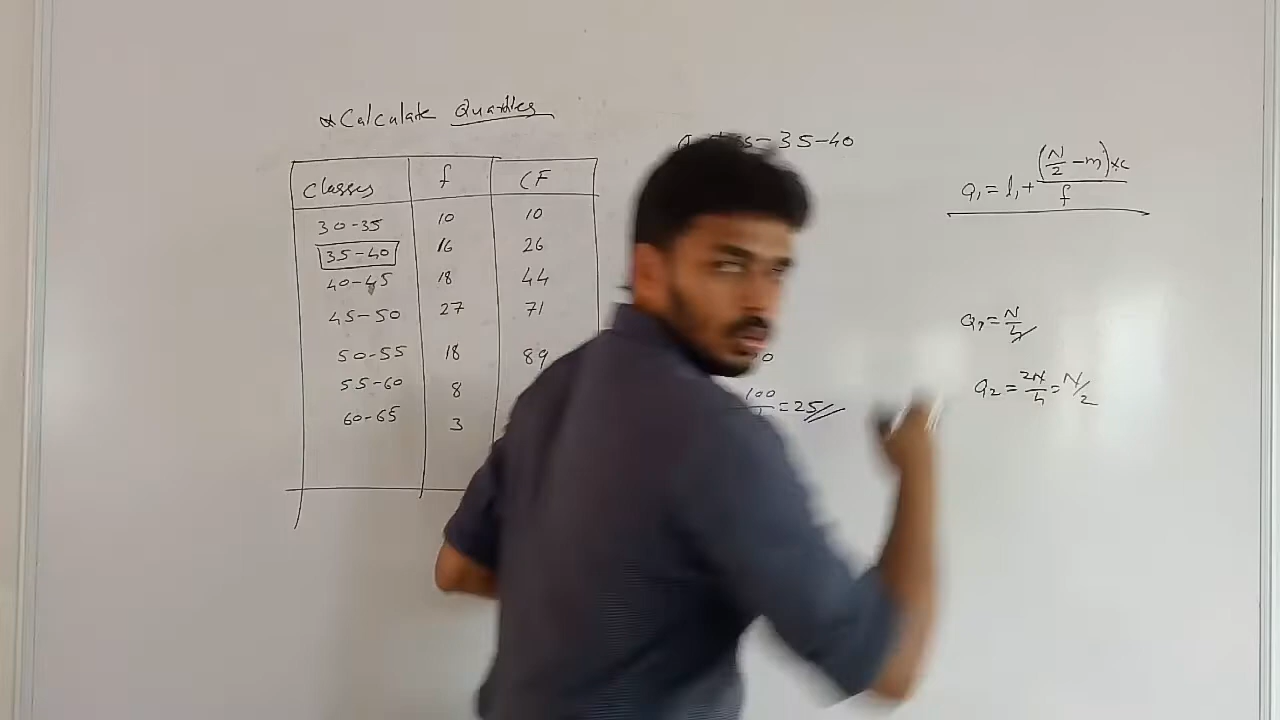 *Calculate Quartiles
Classes f CF
30-35 10 10
35-40 16 26
40-45 18 44
45-50 27 71
50-55 18 89
55-60 8
60-65 3
-35-40
100
=25
Q₁ = l₁ + (N/2 - m) × c / f
Q₁ = N/4
Q₂ = 2N/4 = N/2